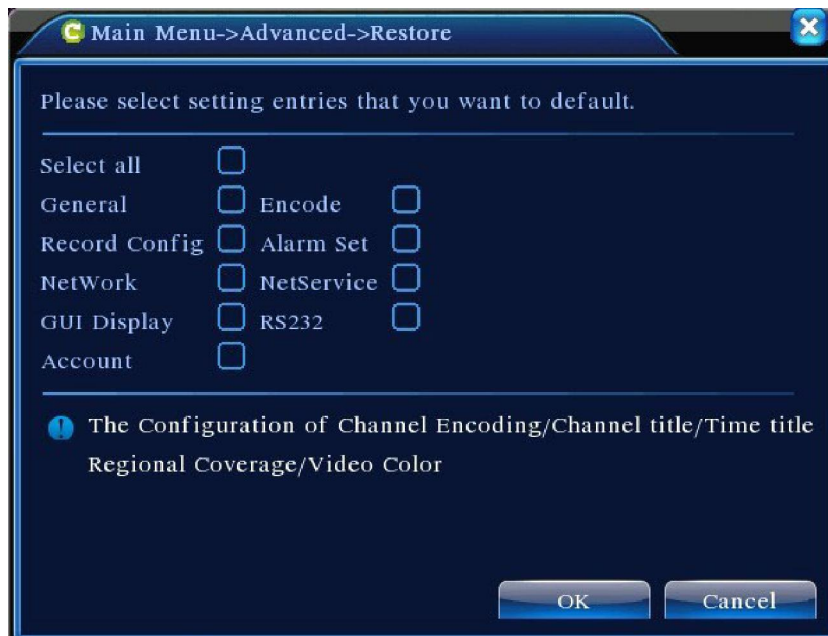 Main Menu->Advanced->Restore
Please select setting entries that you want to default.
Select all
General Encode
Record Config Alarm Set
NetWork NetService
GUI Display RS232
Account
The Configuration of Channel Encoding/Channel title/Time title
Regional Coverage/Video Color
OK Cancel